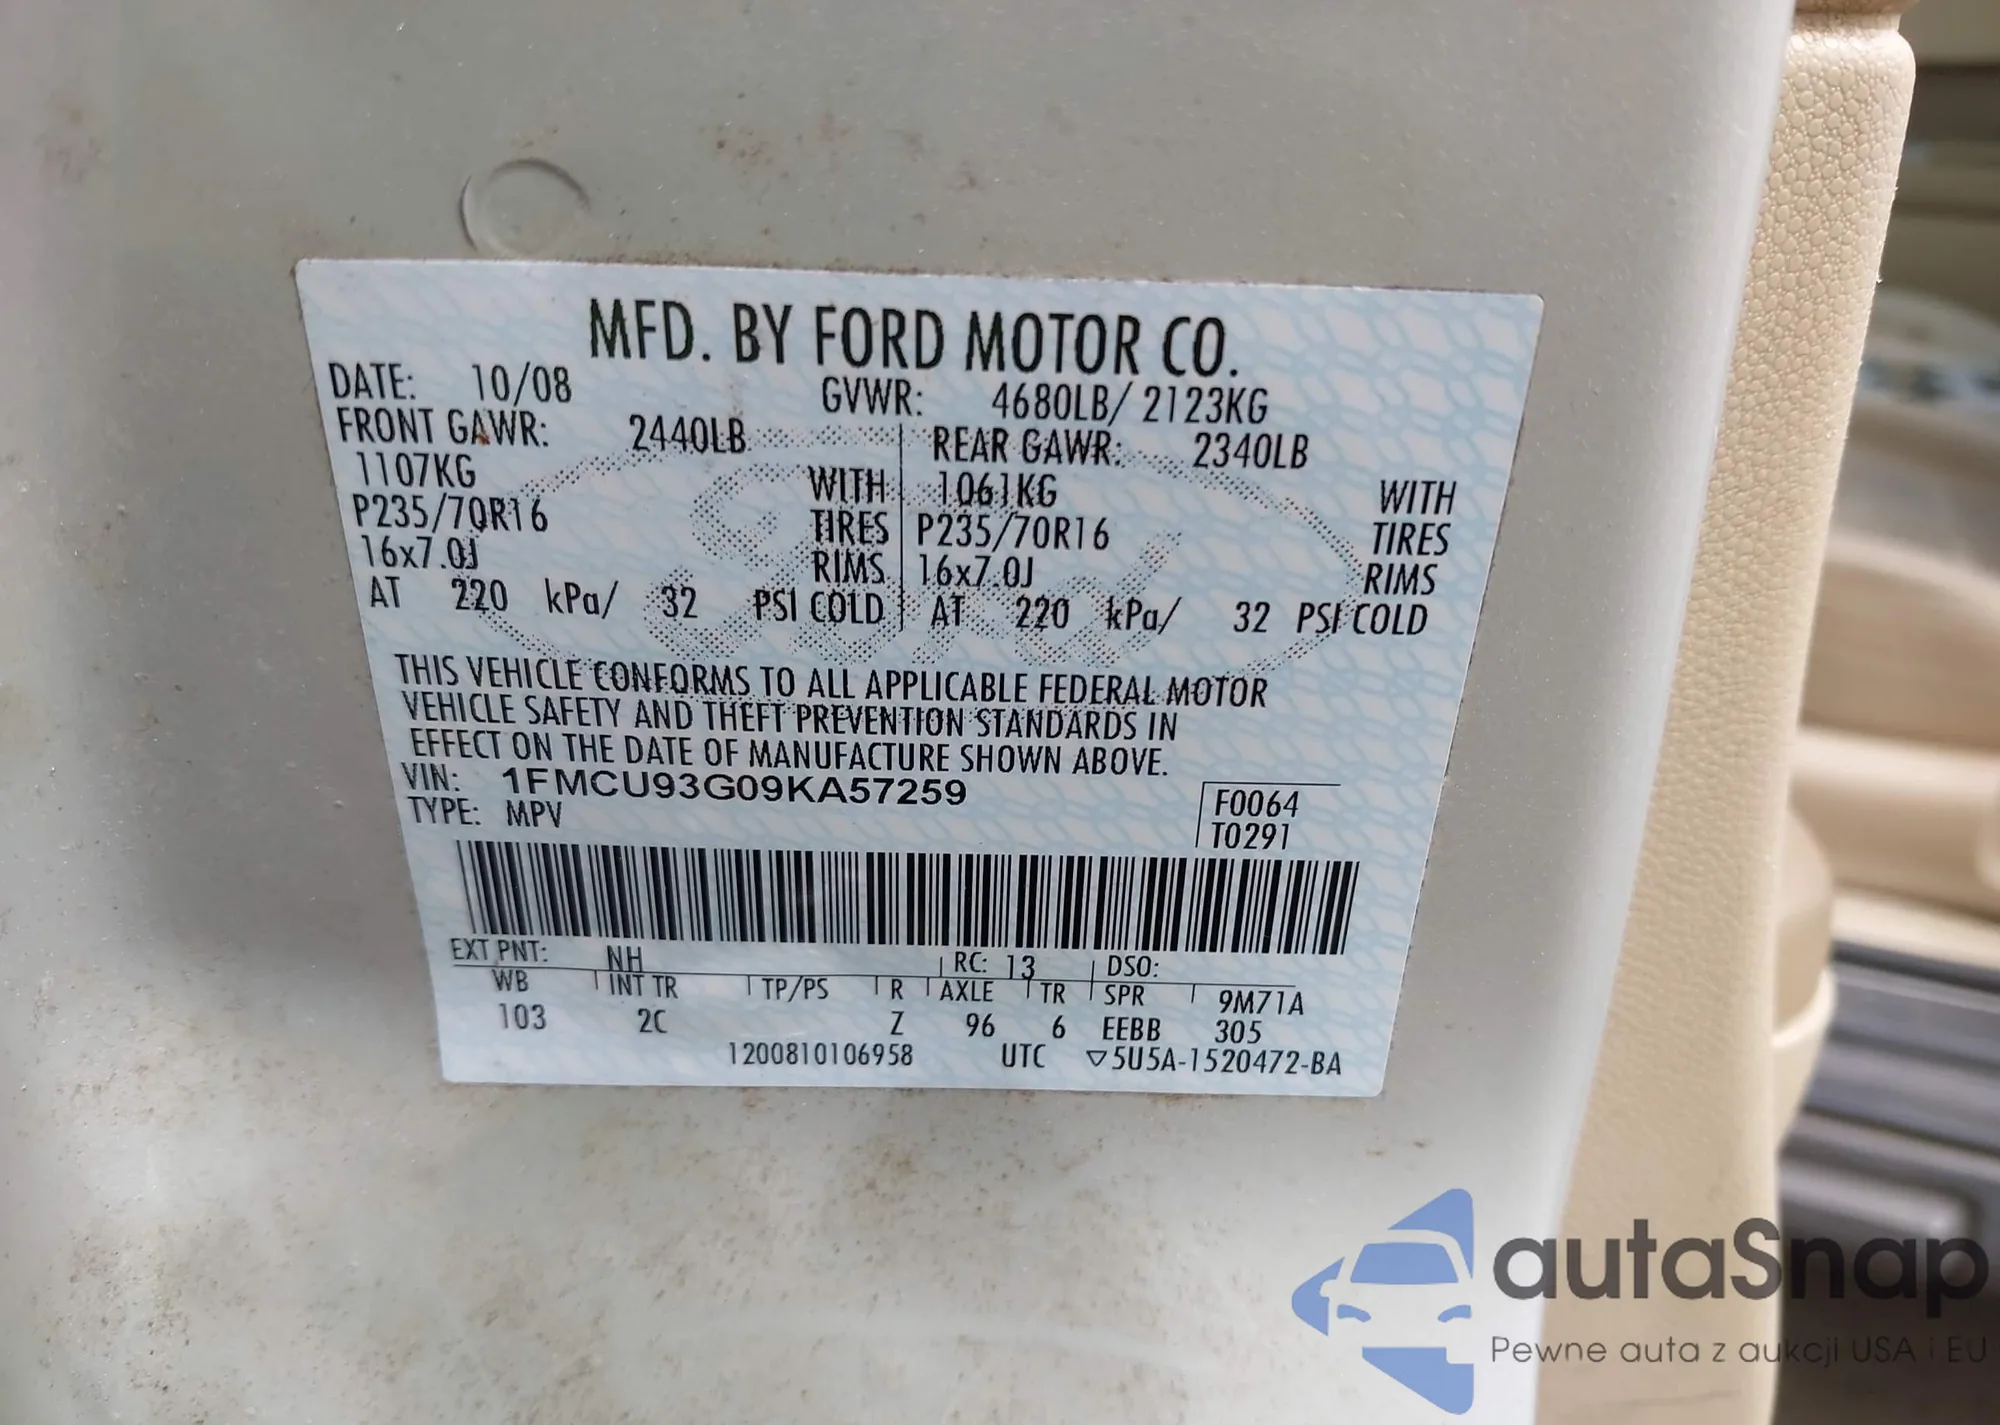 MFD. BY FORD MOTOR CO.
DATE: 10/08 GVWR: 4680LB/ 2123KG
FRONT GAWR: 2440LB REAR GAWR: 2340LB
1107KG WITH 1061KG WITH
P235/70R16 TIRES P235/70R16 TIRES
16x7.0J RIMS 16x7.0J RIMS
AT 220 kPa/ 32 PSI COLD AT 220 kPa/ 32 PSI COLD
THIS VEHICLE CONFORMS TO ALL APPLICABLE FEDERAL MOTOR
VEHICLE SAFETY AND THEFT PREVENTION STANDARDS IN
EFFECT ON THE DATE OF MANUFACTURE SHOWN ABOVE.
VIN: 1FMCU93G09KA57259
TYPE: MPV
F0064
T0291
EXT PNT: NH RC: 13 DSO:
WB INT TR TP/PS R AXLE TR SPR 9M71A
103 2C Z 96 6 EEBB 305
1200810106958 UTC ▽5U5A-1520472-BA
autaSnap
Pewne auta z aukcji USA i EU